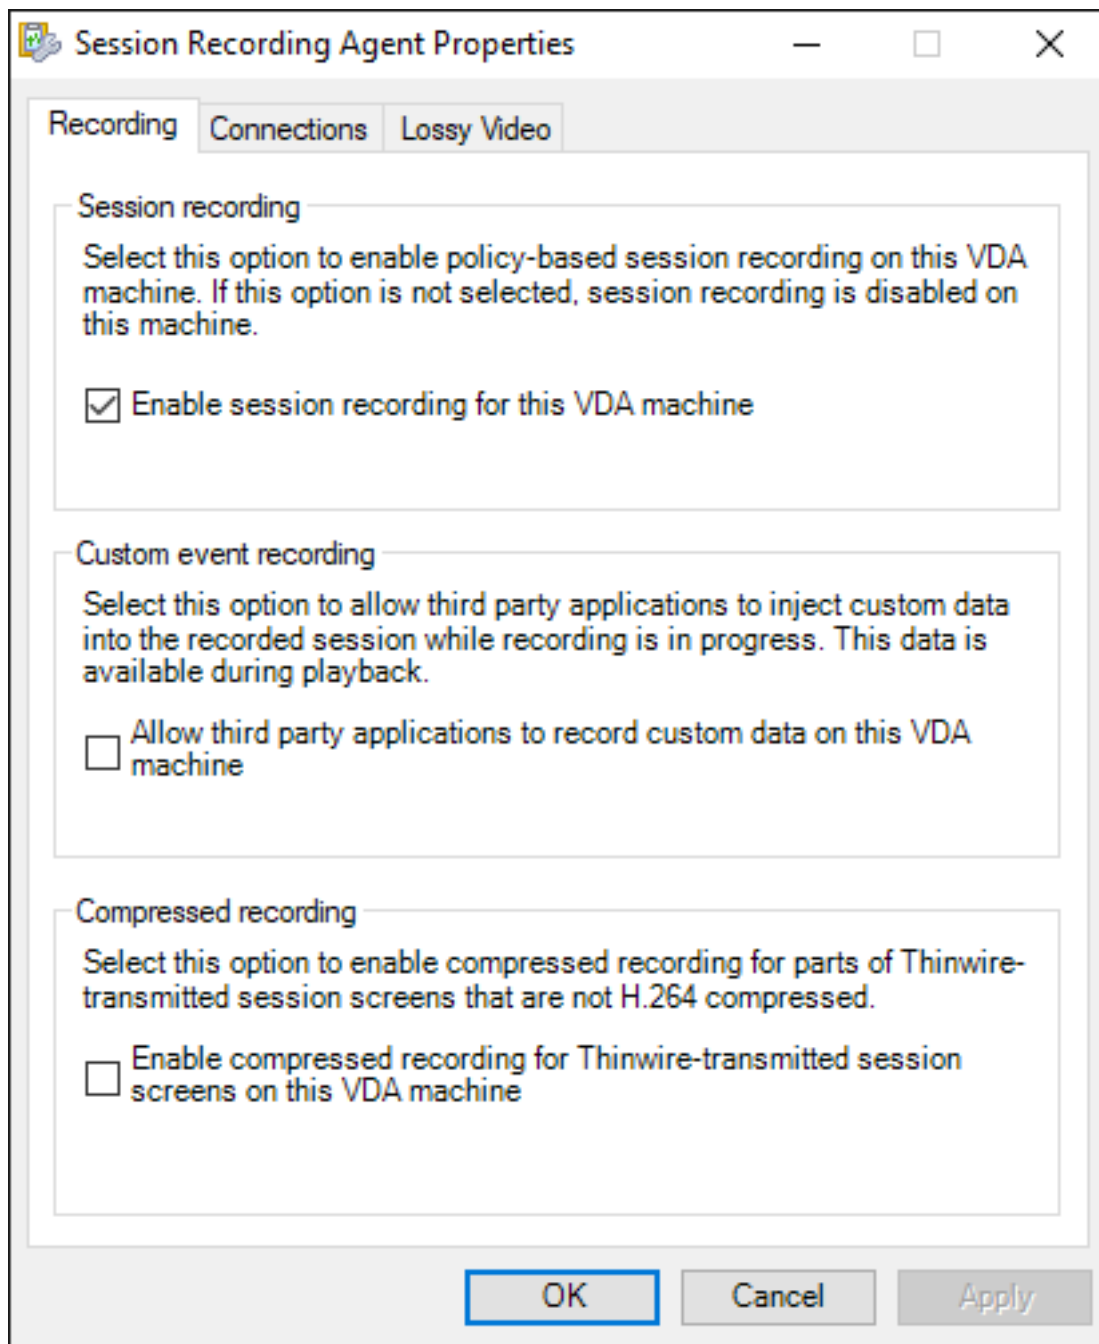 Session Recording Agent Properties
Recording
Connections
Lossy Video
Session recording
Select this option to enable policy-based session recording on this VDA
machine. If this option is not selected, session recording is disabled on
this machine.
Enable session recording for this VDA machine
Custom event recording
Select this option to allow third party applications to inject custom data
into the recorded session while recording is in progress. This data is
available during playback.
Allow third party applications to record custom data on this VDA
machine
Compressed recording
Select this option to enable compressed recording for parts of Thinwire-
transmitted session screens that are not H.264 compressed.
Enable compressed recording for Thinwire-transmitted session
screens on this VDA machine
OK
Cancel
Apply